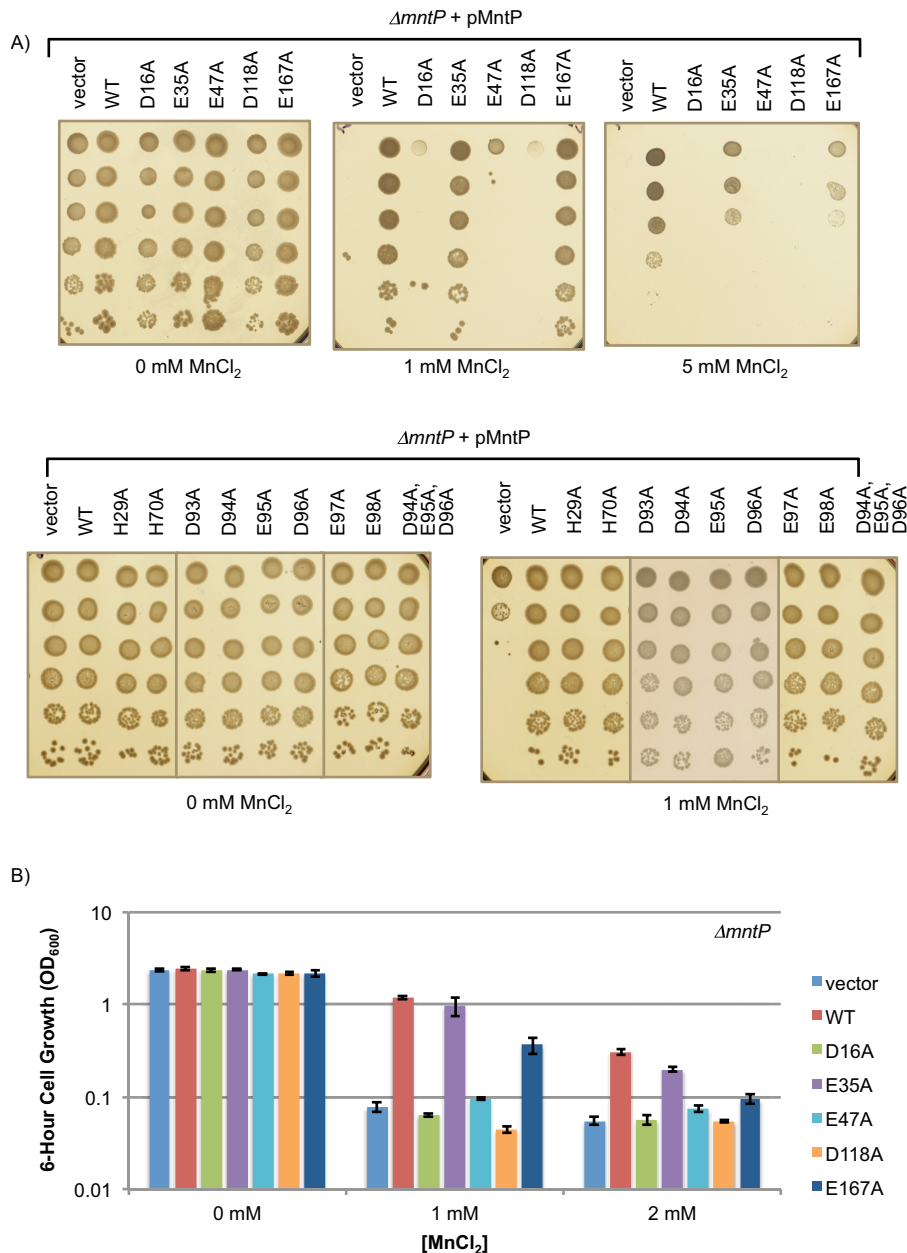 A)
ΔmntP + pMntP
vector WT D16A E35A E47A D118A E167A
vector WT D16A E35A E47A D118A E167A
vector WT D16A E35A E47A D118A E167A
0 mM MnCl₂
1 mM MnCl₂
5 mM MnCl₂
ΔmntP + pMntP
vector WT H29A H70A D93A D94A E95A D96A E97A E98A D94A, E95A, D96A
vector WT H29A H70A D93A D94A E95A D96A E97A E98A D94A, E95A, D96A
0 mM MnCl₂
1 mM MnCl₂
B)
6-Hour Cell Growth (OD₆₀₀)
10
1
0.1
0.01
ΔmntP
0 mM
1 mM
2 mM
[MnCl₂]
vector
WT
D16A
E35A
E47A
D118A
E167A